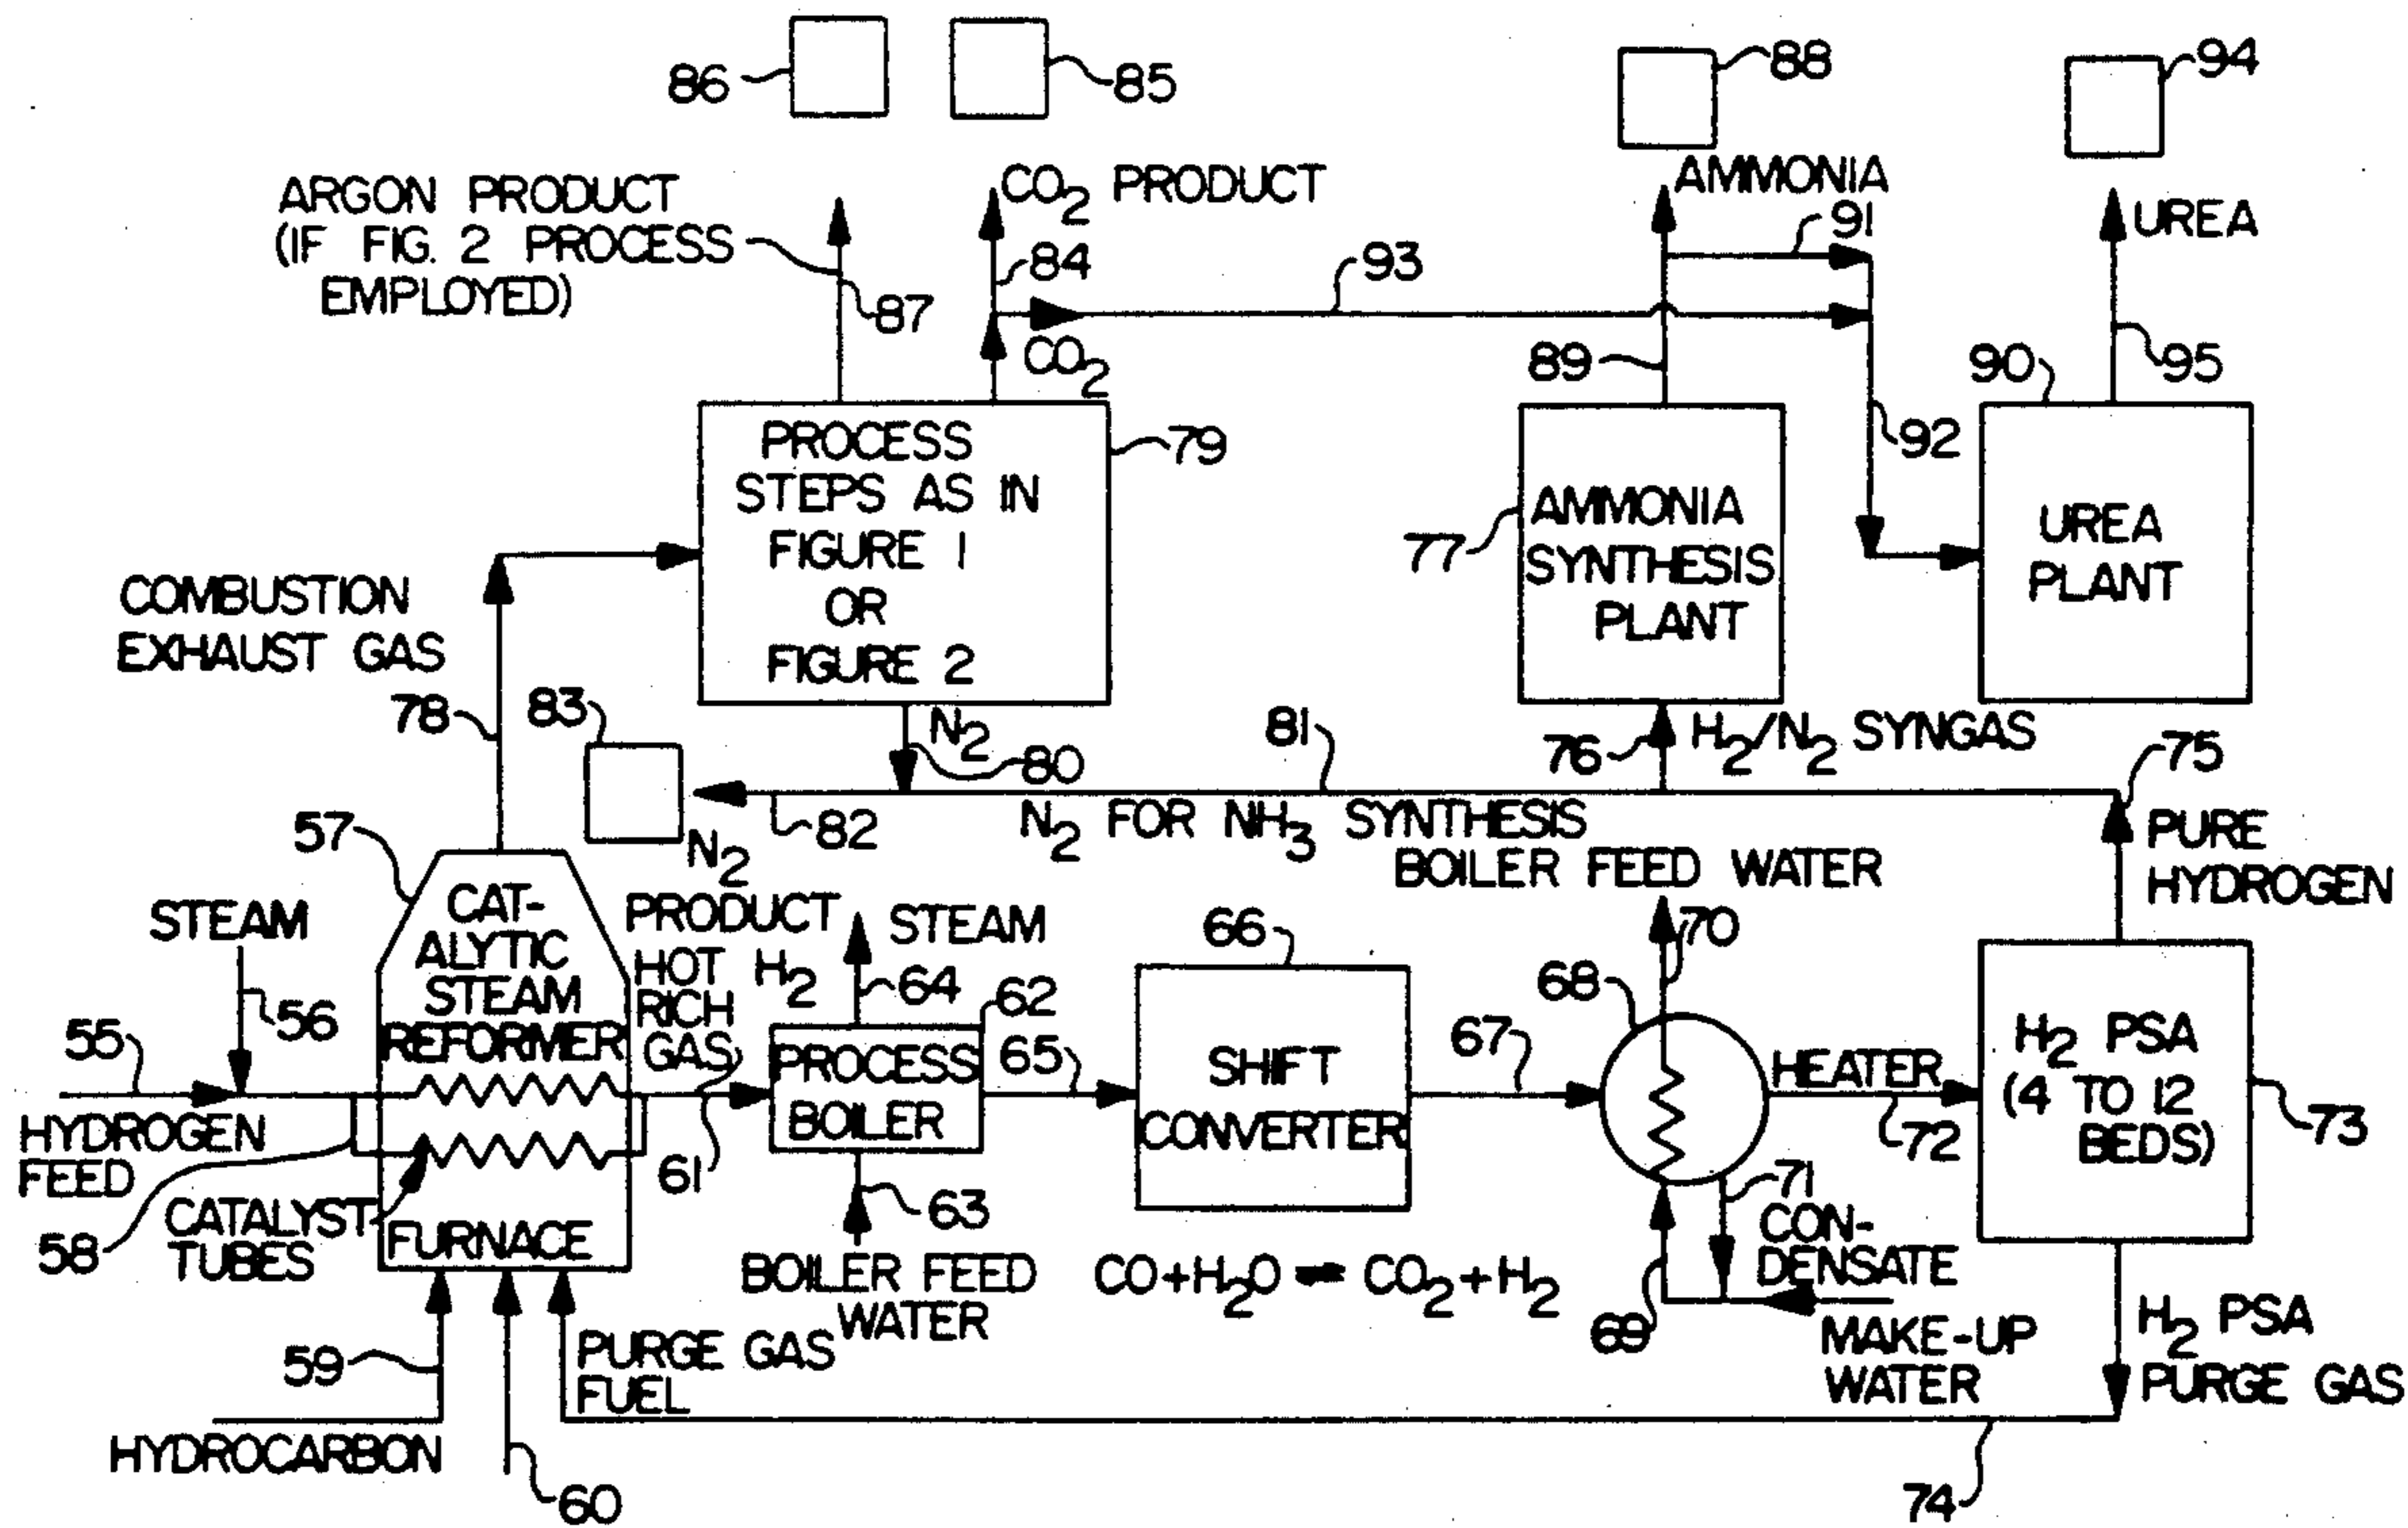 86
85
88
94
ARGON PRODUCT
(IF FIG. 2 PROCESS
EMPLOYED)
87
CO2 PRODUCT
84
93
CO2
AMMONIA
91
89
UREA
95
90
92
PROCESS
STEPS AS IN
FIGURE 1
OR
FIGURE 2
79
77
AMMONIA
SYNTHESIS
PLANT
UREA
PLANT
COMBUSTION
EXHAUST GAS
78
83
N2
80
81
76
H2/N2 SYNGAS
75
82
N2 FOR NH3 SYNTHESIS
PURE
HYDROGEN
57
N2
PRODUCT
BOILER FEED WATER
70
STEAM
56
CAT-
ALYTIC
STEAM
REFORMER
HOT H2
RICH
GAS
STEAM
64
62
66
68
55
HYDROGEN
FEED
58
CATALYST
TUBES
FURNACE
61
PROCESS
BOILER
65
SHIFT
CONVERTER
67
HEATER
72
H2 PSA
(4 TO 12
BEDS)
73
63
BOILER FEED
WATER
CO+H2O ⇌ CO2+H2
71
CON-
DENSATE
69
MAKE-UP
WATER
H2 PSA
PURGE GAS
59
PURGE GAS
FUEL
HYDROCARBON
60
74